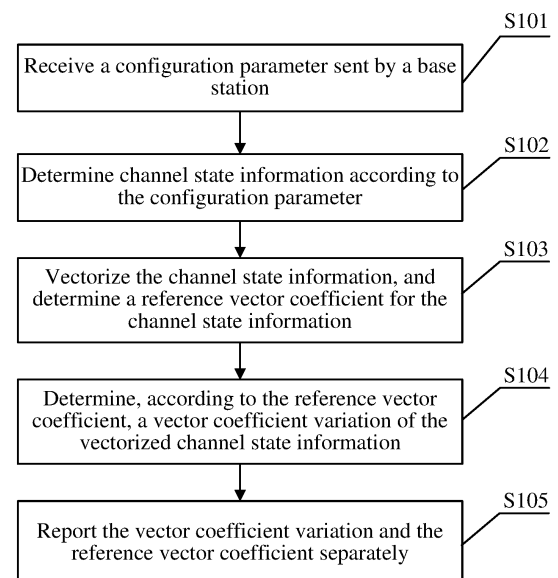 S101
Receive a configuration parameter sent by a base
station
S102
Determine channel state information according to
the configuration parameter
S103
Vectorize the channel state information, and
determine a reference vector coefficient for the
channel state information
S104
Determine, according to the reference vector
coefficient, a vector coefficient variation of the
vectorized channel state information
S105
Report the vector coefficient variation and the
reference vector coefficient separately